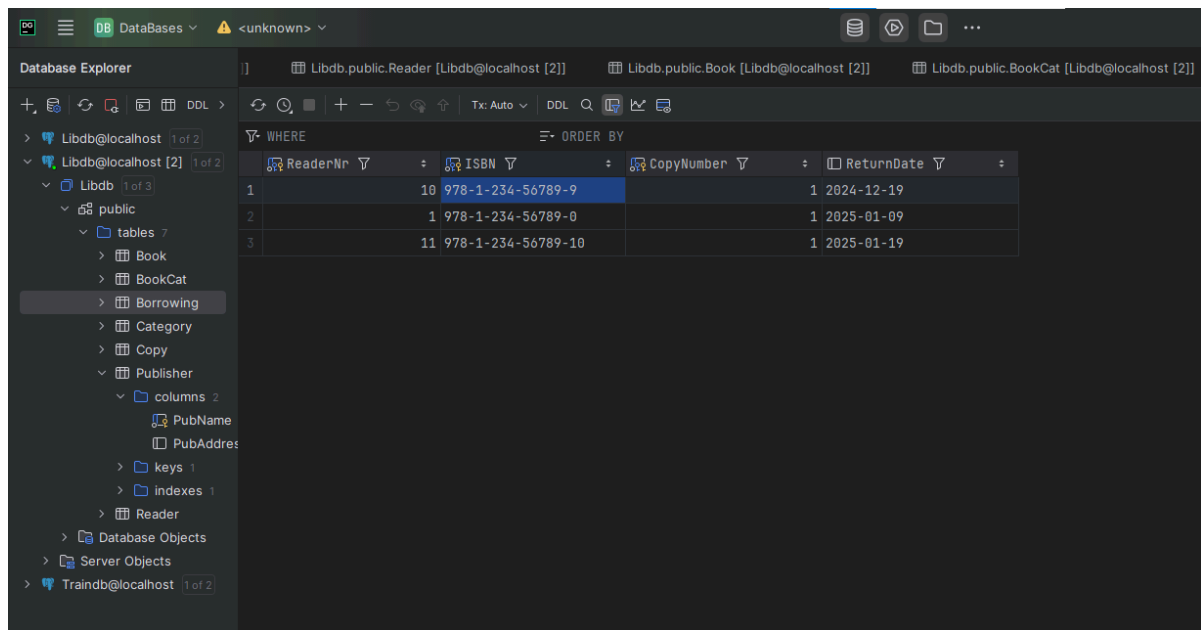 DG DB DataBases <unknown>
Database Explorer
] Libdb.public.Reader [Libdb@localhost [2]] Libdb.public.Book [Libdb@localhost [2]] Libdb.public.BookCat [Libdb@localhost [2]]
DDL Tx: Auto DDL
WHERE ORDER BY
Libdb@localhost 1 of 2
Libdb@localhost [2] 1 of 2
Libdb 1 of 3
public
tables 7
Book
BookCat
Borrowing
Category
Copy
Publisher
columns 2
PubName
PubAddres
keys 1
indexes 1
Reader
Database Objects
Server Objects
Traindb@localhost 1 of 2
ReaderNr ISBN CopyNumber ReturnDate
1 10 978-1-234-56789-9 1 2024-12-19
2 1 978-1-234-56789-0 1 2025-01-09
3 11 978-1-234-56789-10 1 2025-01-19